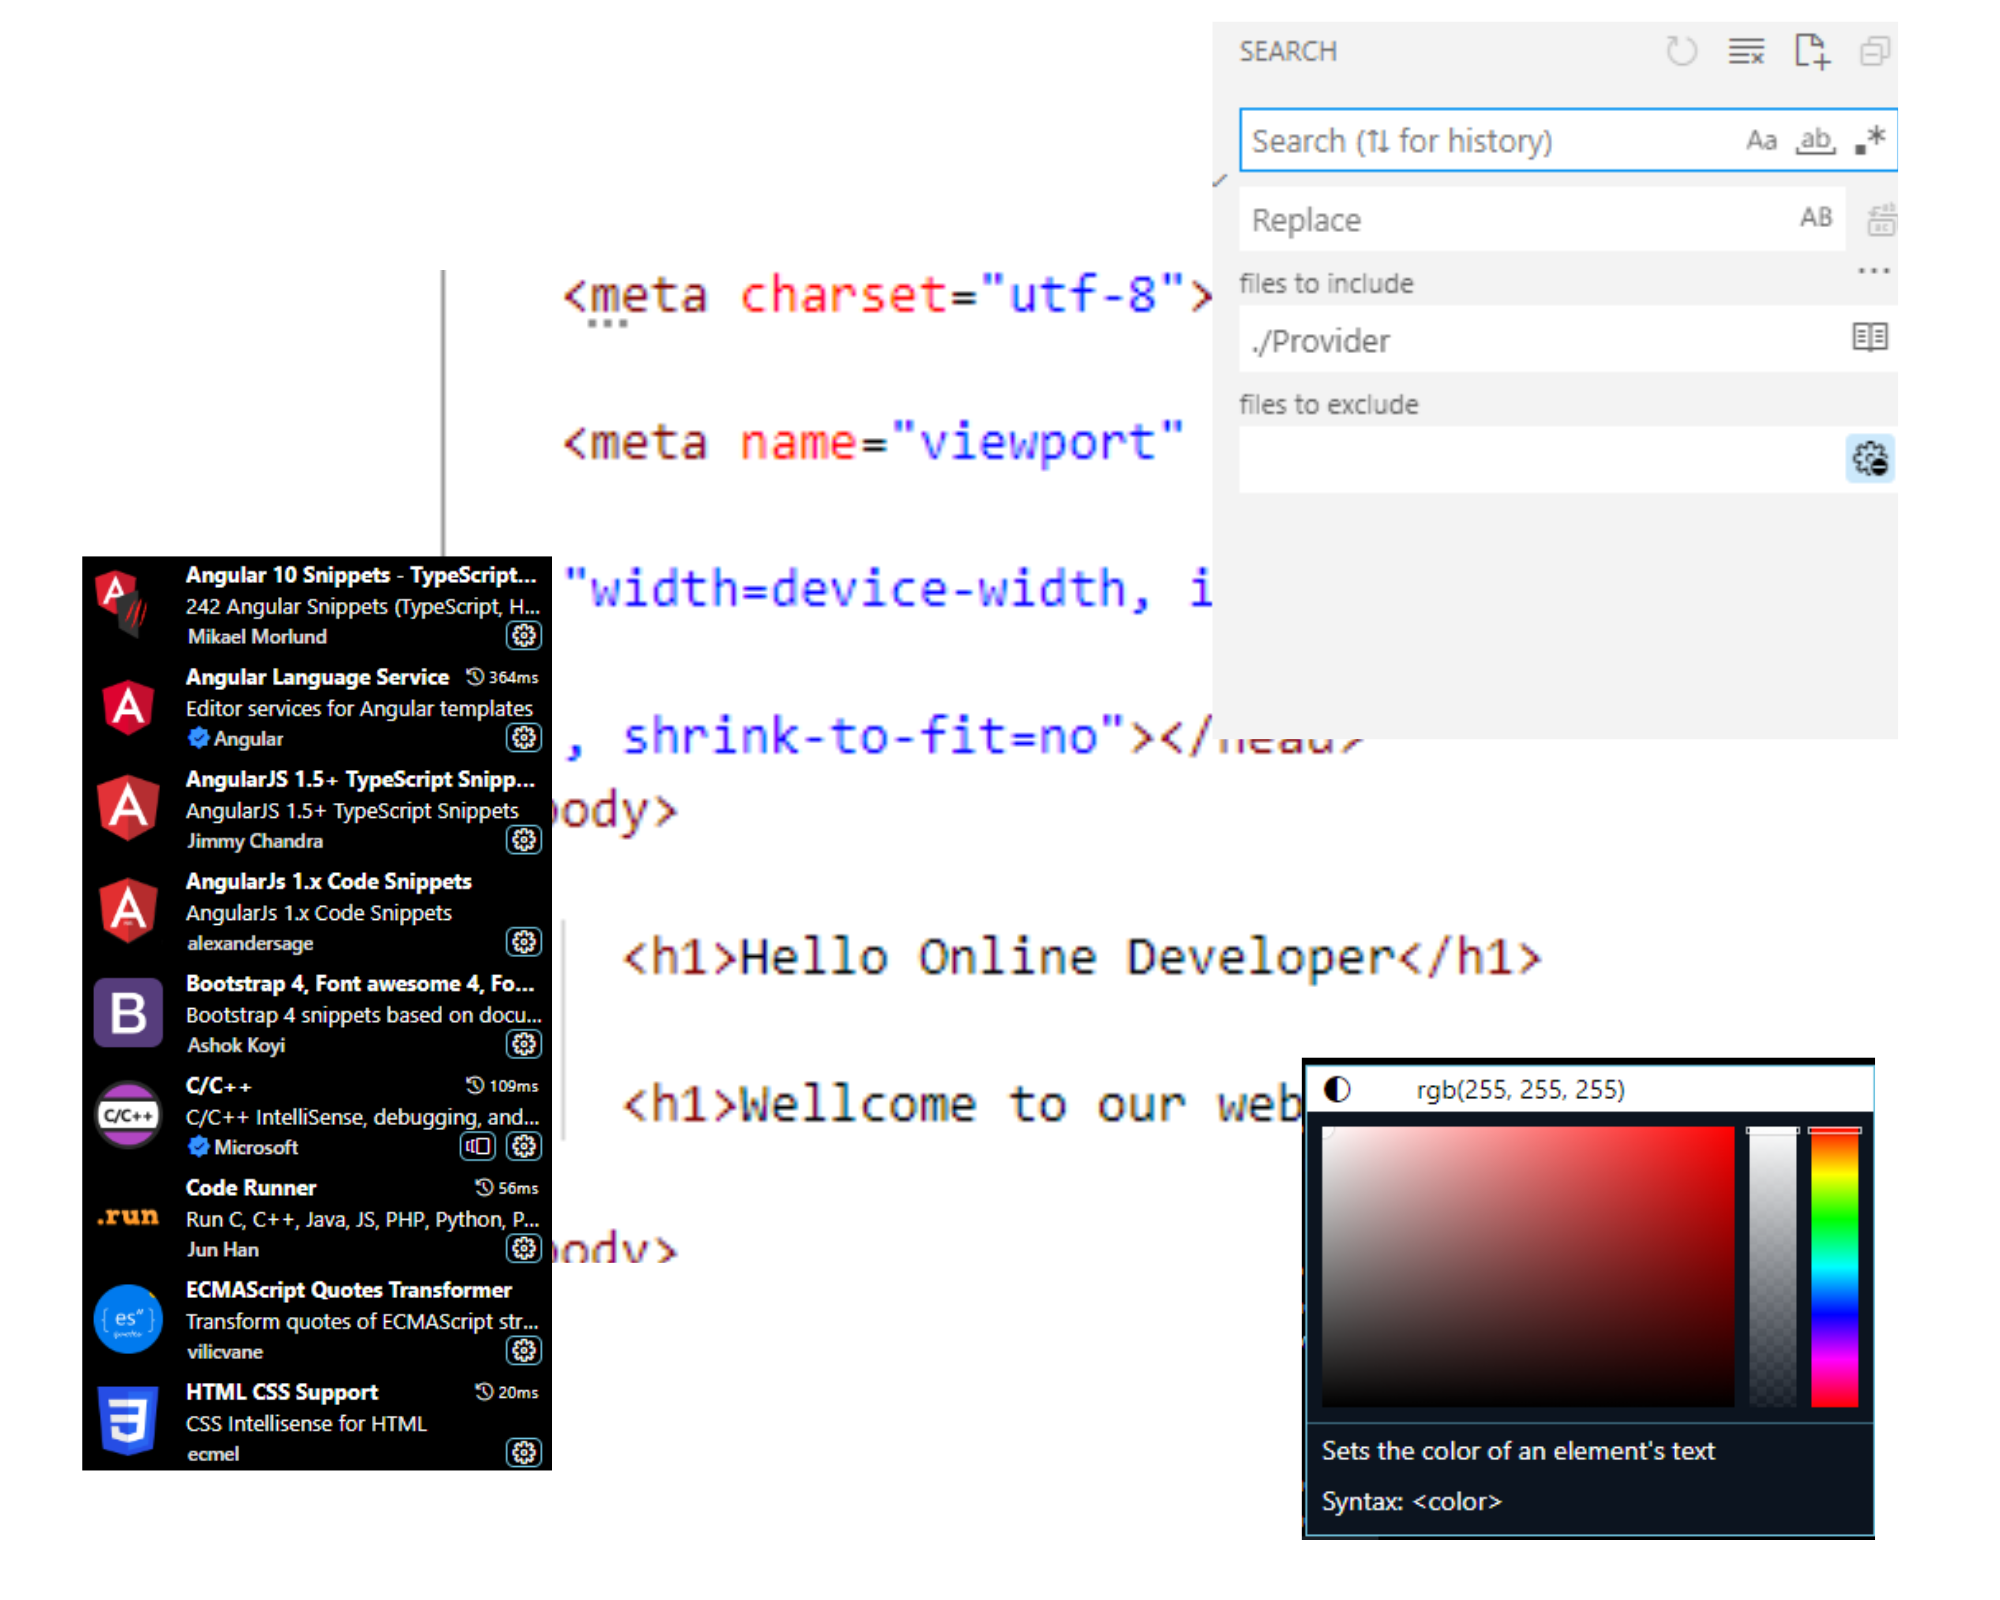 SEARCH
Search (⇅ for history)
Aa ab, .*
Replace
AB
files to include
...
./Provider
files to exclude
<meta charset="utf-8">
<meta name="viewport"
"width=device-width, i
, shrink-to-fit=no"></head>
body>
<h1>Hello Online Developer</h1>
<h1>Wellcome to our web
body>
Angular 10 Snippets - TypeScript...
242 Angular Snippets (TypeScript, H...
Mikael Morlund
Angular Language Service 364ms
Editor services for Angular templates
Angular
AngularJS 1.5+ TypeScript Snipp...
AngularJS 1.5+ TypeScript Snippets
Jimmy Chandra
AngularJs 1.x Code Snippets
AngularJs 1.x Code Snippets
alexandersage
B
Bootstrap 4, Font awesome 4, Fo...
Bootstrap 4 snippets based on docu...
Ashok Koyi
C/C++
C/C++ 109ms
C/C++ IntelliSense, debugging, and...
Microsoft
.run
Code Runner 56ms
Run C, C++, Java, JS, PHP, Python, P...
Jun Han
{ es" }
quotes
ECMAScript Quotes Transformer
Transform quotes of ECMAScript str...
vilicvane
HTML CSS Support 20ms
CSS Intellisense for HTML
ecmel
rgb(255, 255, 255)
Sets the color of an element's text
Syntax: <color>